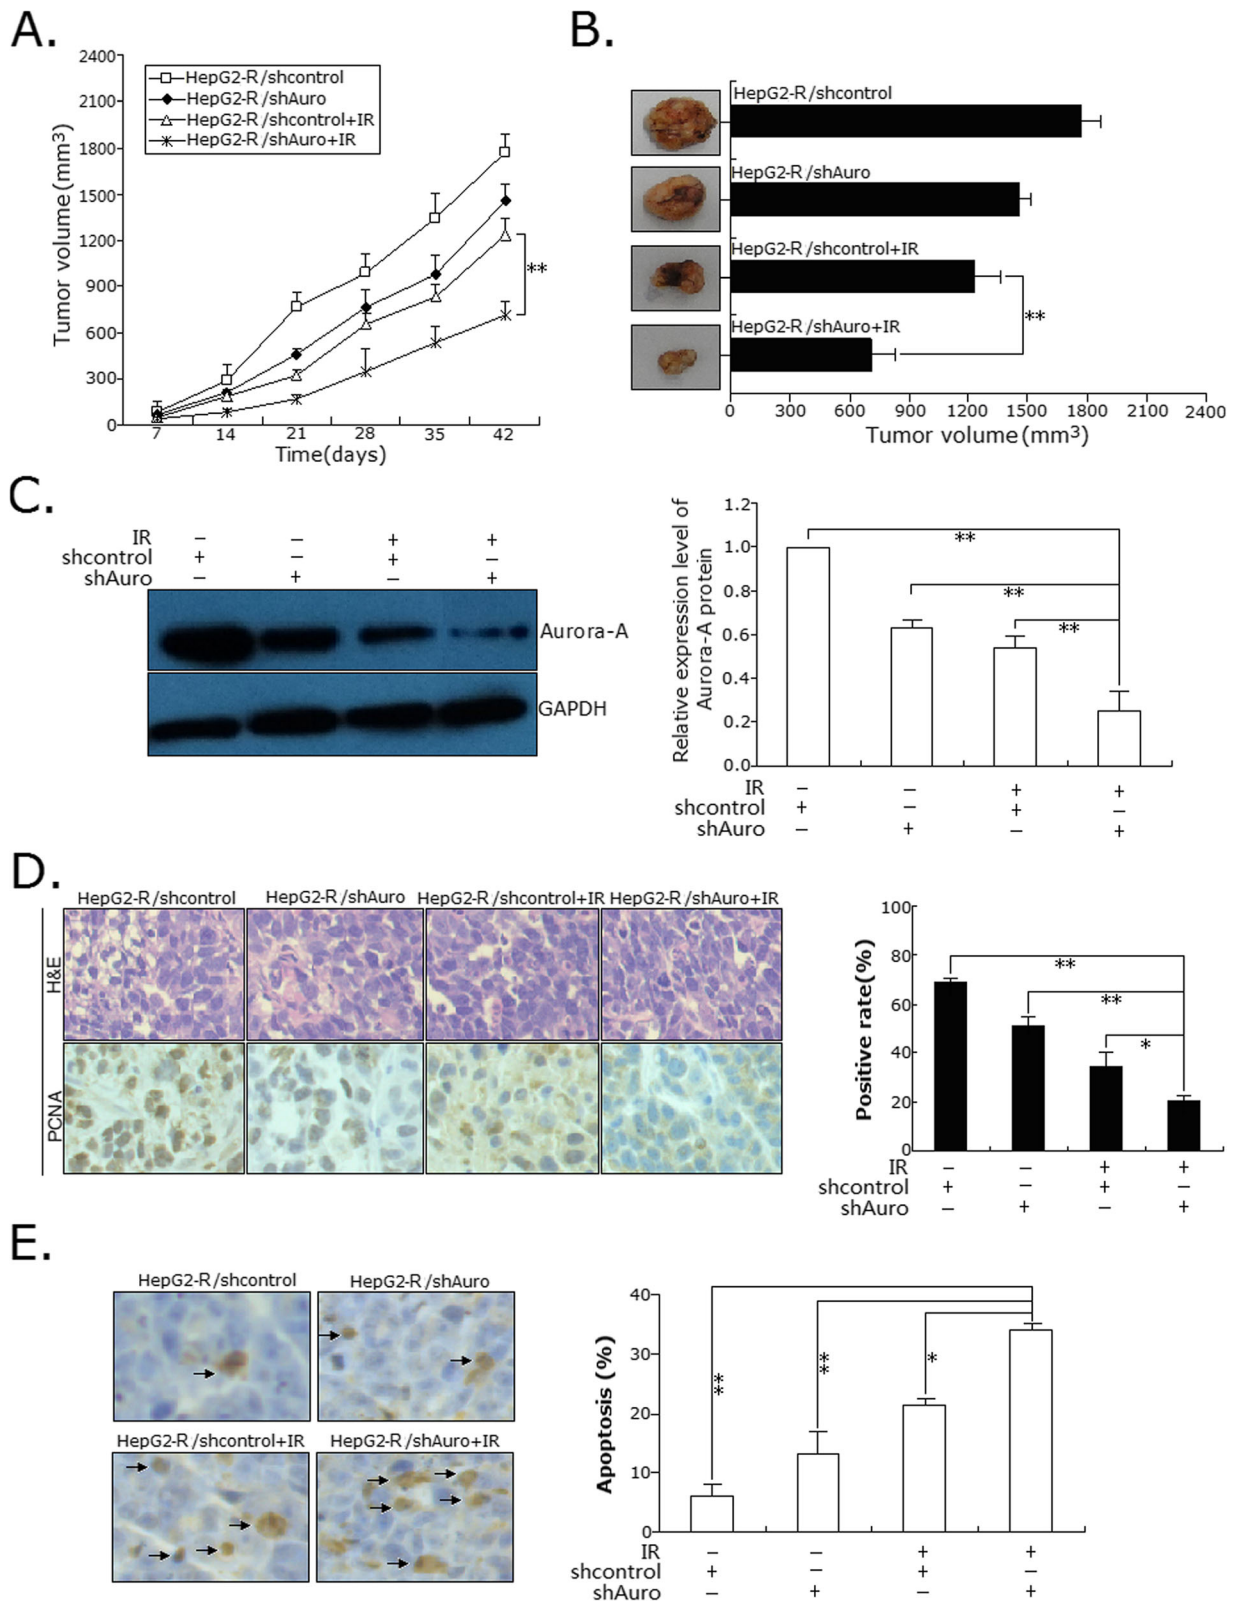 A.
2400
2100
1800
1500
1200
900
600
300
0
Tumor volume(mm3)
HepG2-R/shcontrol
HepG2-R/shAuro
HepG2-R/shcontrol+IR
HepG2-R/shAuro+IR
**
7 14 21 28 35 42
Time(days)
B.
HepG2-R/shcontrol
HepG2-R/shAuro
HepG2-R/shcontrol+IR
HepG2-R/shAuro+IR
**
0 300 600 900 1200 1500 1800 2100 2400
Tumor volume(mm3)
C.
IR – – + +
shcontrol + – + –
shAuro – + – +
Aurora-A
GAPDH
Relative expression level of
Aurora-A protein
1.2
1.0
0.8
0.6
0.4
0.2
0.0
**
**
**
IR – – + +
shcontrol + – + –
shAuro – + – +
D.
HepG2-R/shcontrol HepG2-R/shAuro HepG2-R/shcontrol+IR HepG2-R/shAuro+IR
H&E
PCNA
Positive rate(%)
100
80
60
40
20
0
**
**
*
IR – – + +
shcontrol + – + –
shAuro – + – +
E.
HepG2-R/shcontrol HepG2-R/shAuro
HepG2-R/shcontrol+IR HepG2-R/shAuro+IR
Apoptosis (%)
40
30
20
10
0
**
**
*
IR – – + +
shcontrol + – + –
shAuro – + – +